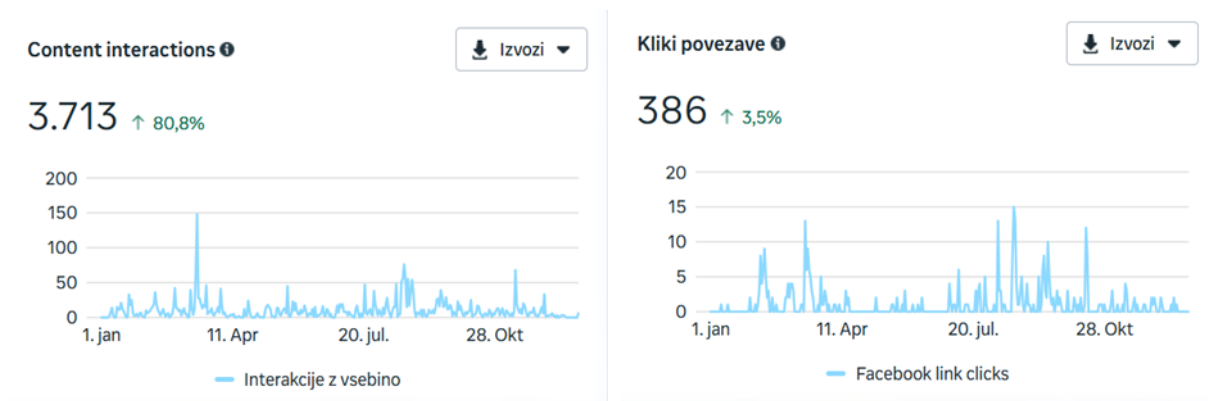 Content interactions
Izvozi
3.713 ↑ 80,8%
200
150
100
50
0
1. jan 11. Apr 20. jul. 28. Okt
Interakcije z vsebino
Kliki povezave
Izvozi
386 ↑ 3,5%
20
15
10
5
0
1. jan 11. Apr 20. jul. 28. Okt
Facebook link clicks